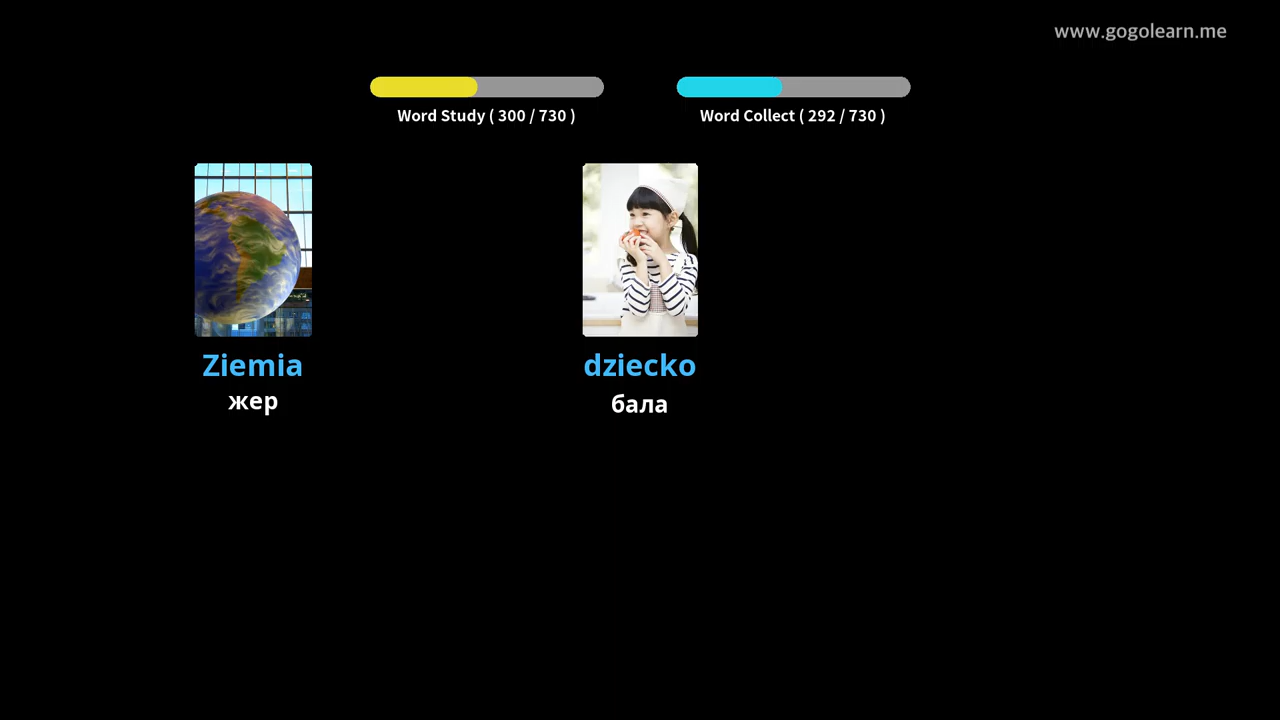 www.gogolearn.me
Word Study ( 300 / 730 )
Word Collect ( 292 / 730 )
Ziemia
жер
dziecko
бала